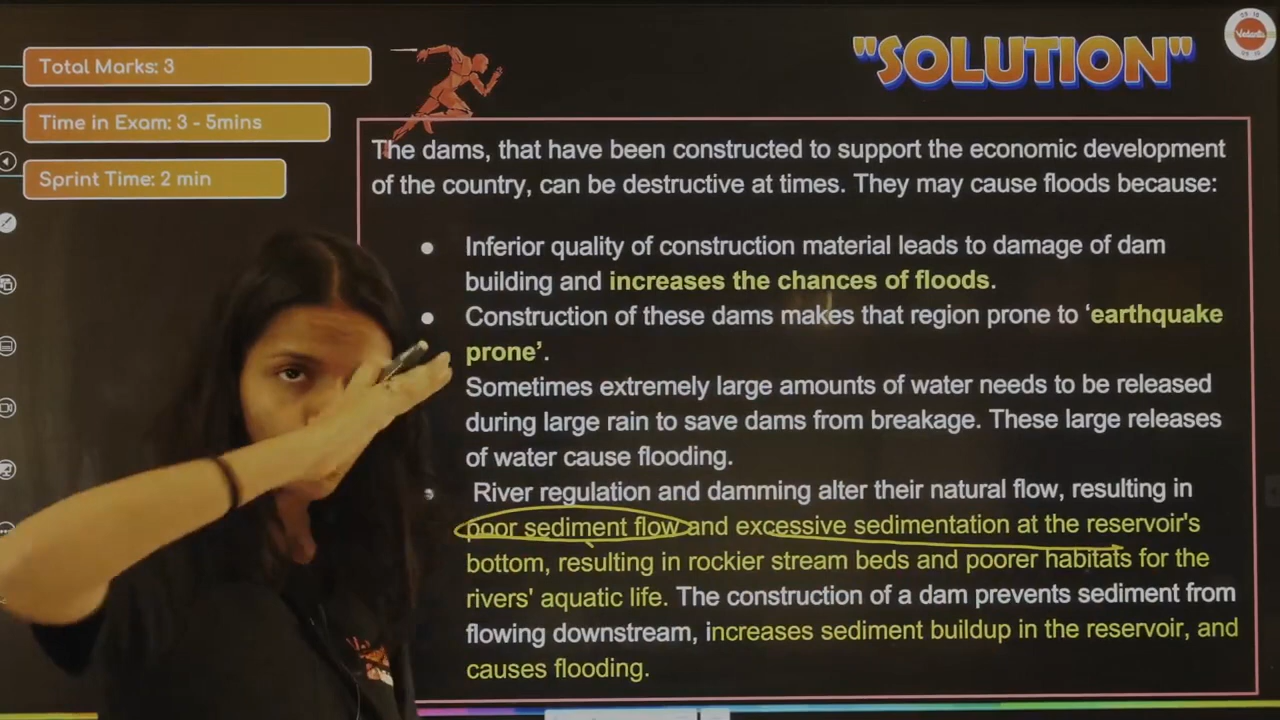 "SOLUTION"
Vedantu
Total Marks: 3
Time in Exam: 3 - 5mins
Sprint Time: 2 min
The dams, that have been constructed to support the economic development
of the country, can be destructive at times. They may cause floods because:
Inferior quality of construction material leads to damage of dam
building and increases the chances of floods.
Construction of these dams makes that region prone to ‘earthquake
prone’.
Sometimes extremely large amounts of water needs to be released
during large rain to save dams from breakage. These large releases
of water cause flooding.
River regulation and damming alter their natural flow, resulting in
poor sediment flow and excessive sedimentation at the reservoir's
bottom, resulting in rockier stream beds and poorer habitats for the
rivers' aquatic life. The construction of a dam prevents sediment from
flowing downstream, increases sediment buildup in the reservoir, and
causes flooding.